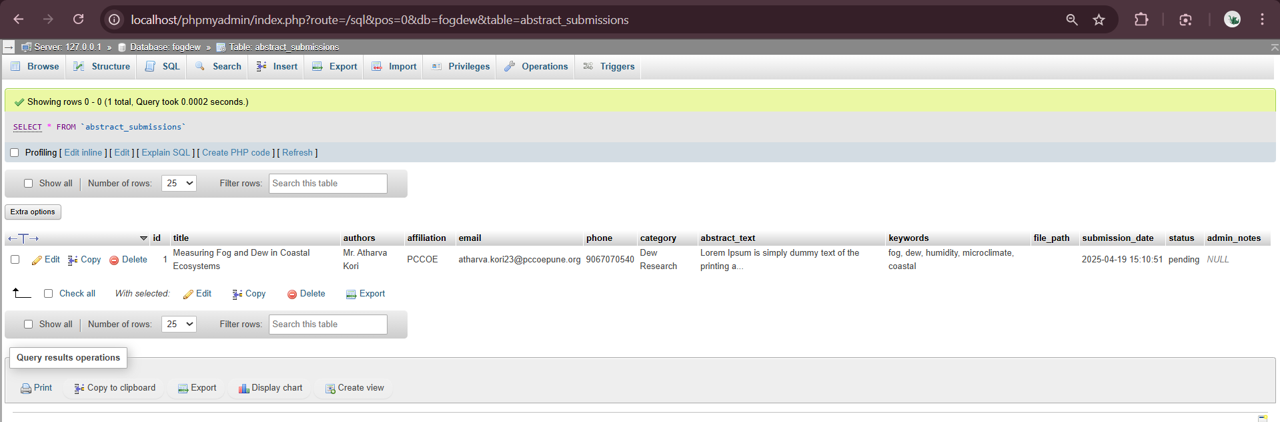 localhost/phpmyadmin/index.php?route=/sql&pos=0&db=fogdew&table=abstract_submissions
Server: 127.0.0.1 » Database: fogdew » Table: abstract_submissions
Browse Structure SQL Search Insert Export Import Privileges Operations Triggers
Showing rows 0 - 0 (1 total, Query took 0.0002 seconds.)
SELECT * FROM `abstract_submissions`
Profiling [ Edit inline ] [ Edit ] [ Explain SQL ] [ Create PHP code ] [ Refresh ]
Show all Number of rows: 25 Filter rows: Search this table
Extra options
id title authors affiliation email phone category abstract_text keywords file_path submission_date status admin_notes
Edit Copy Delete 1 Measuring Fog and Dew in Coastal Ecosystems Mr. Atharva Kori PCCOE atharva.kori23@pccoepune.org 9067070540 Dew Research Lorem Ipsum is simply dummy text of the printing a... fog, dew, humidity, microclimate, coastal 2025-04-19 15:10:51 pending NULL
Check all With selected: Edit Copy Delete Export
Show all Number of rows: 25 Filter rows: Search this table
Query results operations
Print Copy to clipboard Export Display chart Create view